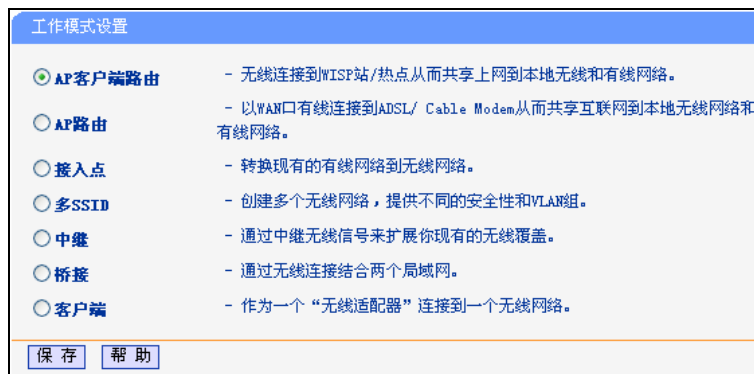 工作模式设置
AP客户端路由 - 无线连接到WISP站/热点从而共享上网到本地无线和有线网络。
AP路由 - 以WAN口有线连接到ADSL/ Cable Modem从而共享互联网到本地无线网络和
有线网络。
接入点 - 转换现有的有线网络到无线网络。
多SSID - 创建多个无线网络，提供不同的安全性和VLAN组。
中继 - 通过中继无线信号来扩展你现有的无线覆盖。
桥接 - 通过无线连接结合两个局域网。
客户端 - 作为一个“无线适配器”连接到一个无线网络。
保 存 帮 助